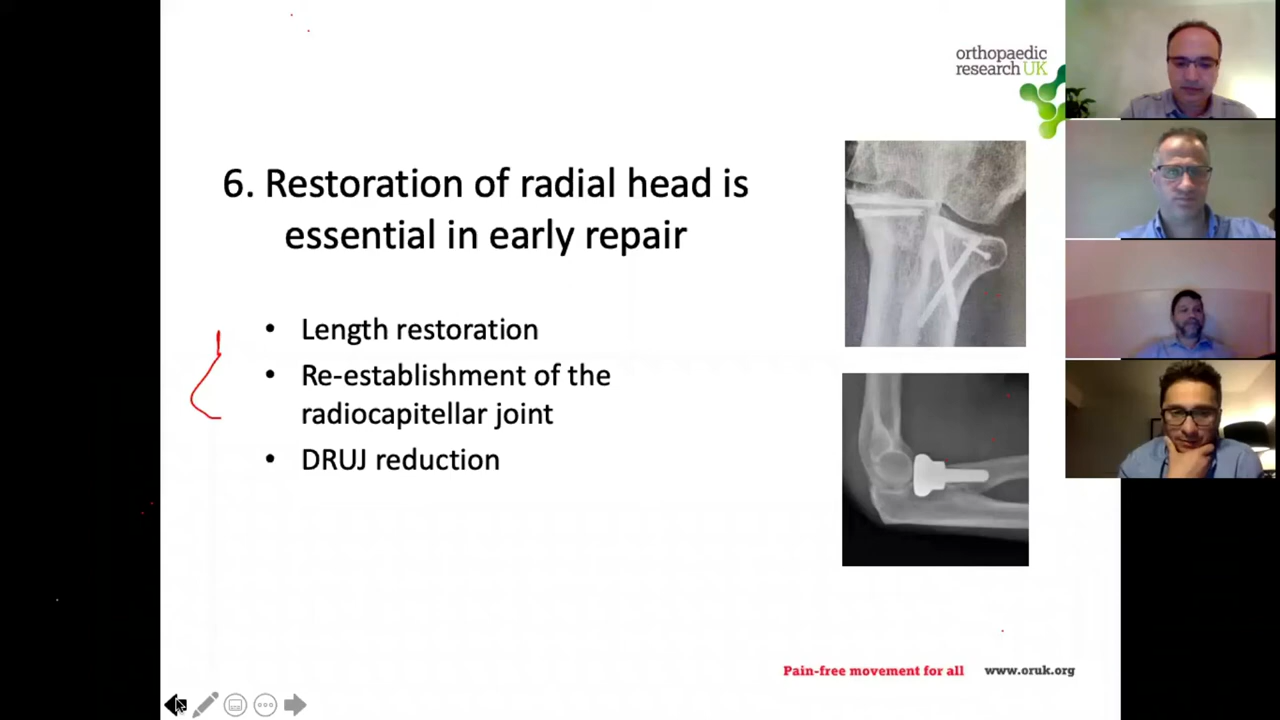 orthopaedic
research UK
6. Restoration of radial head is
essential in early repair
• Length restoration
• Re-establishment of the
radiocapitellar joint
• DRUJ reduction
Pain-free movement for all www.oruk.org